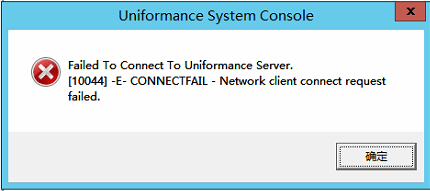 Uniformance System Console
x
Failed To Connect To Uniformance Server.
[10044] -E- CONNECTFAIL - Network client connect request
failed.
确定